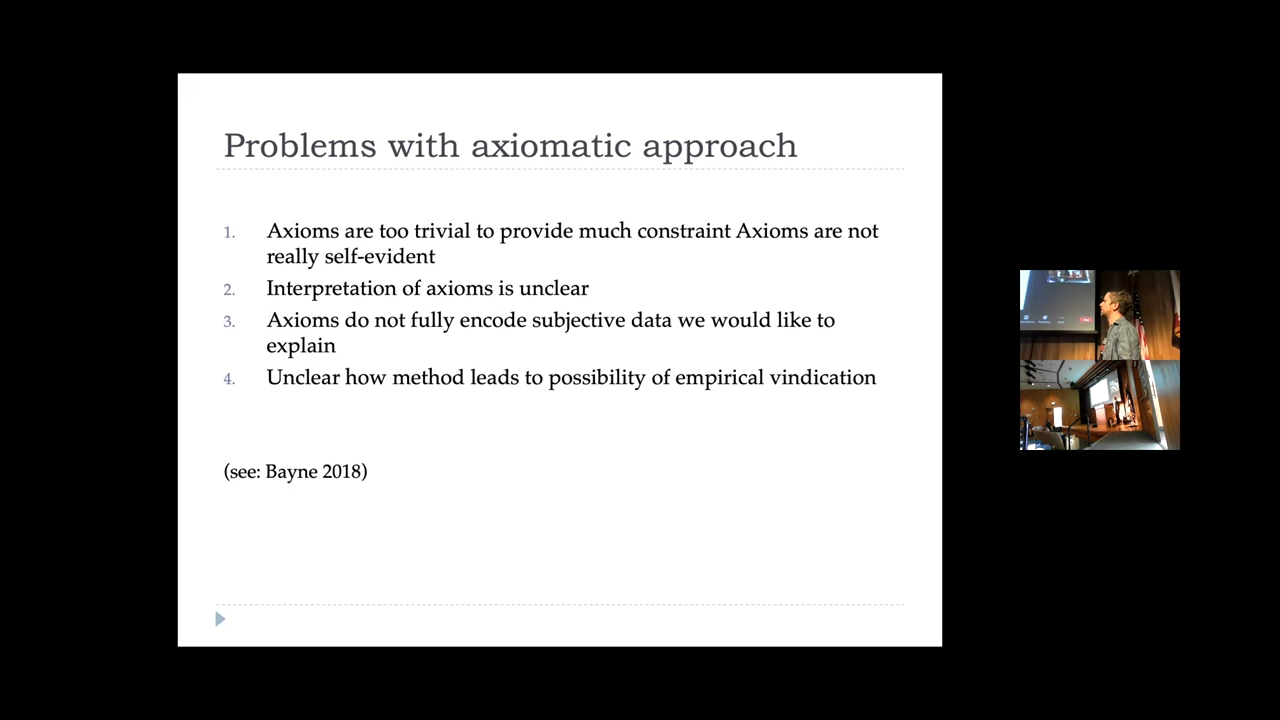 Problems with axiomatic approach
1. Axioms are too trivial to provide much constraint Axioms are not
really self-evident
2. Interpretation of axioms is unclear
3. Axioms do not fully encode subjective data we would like to
explain
4. Unclear how method leads to possibility of empirical vindication
(see: Bayne 2018)